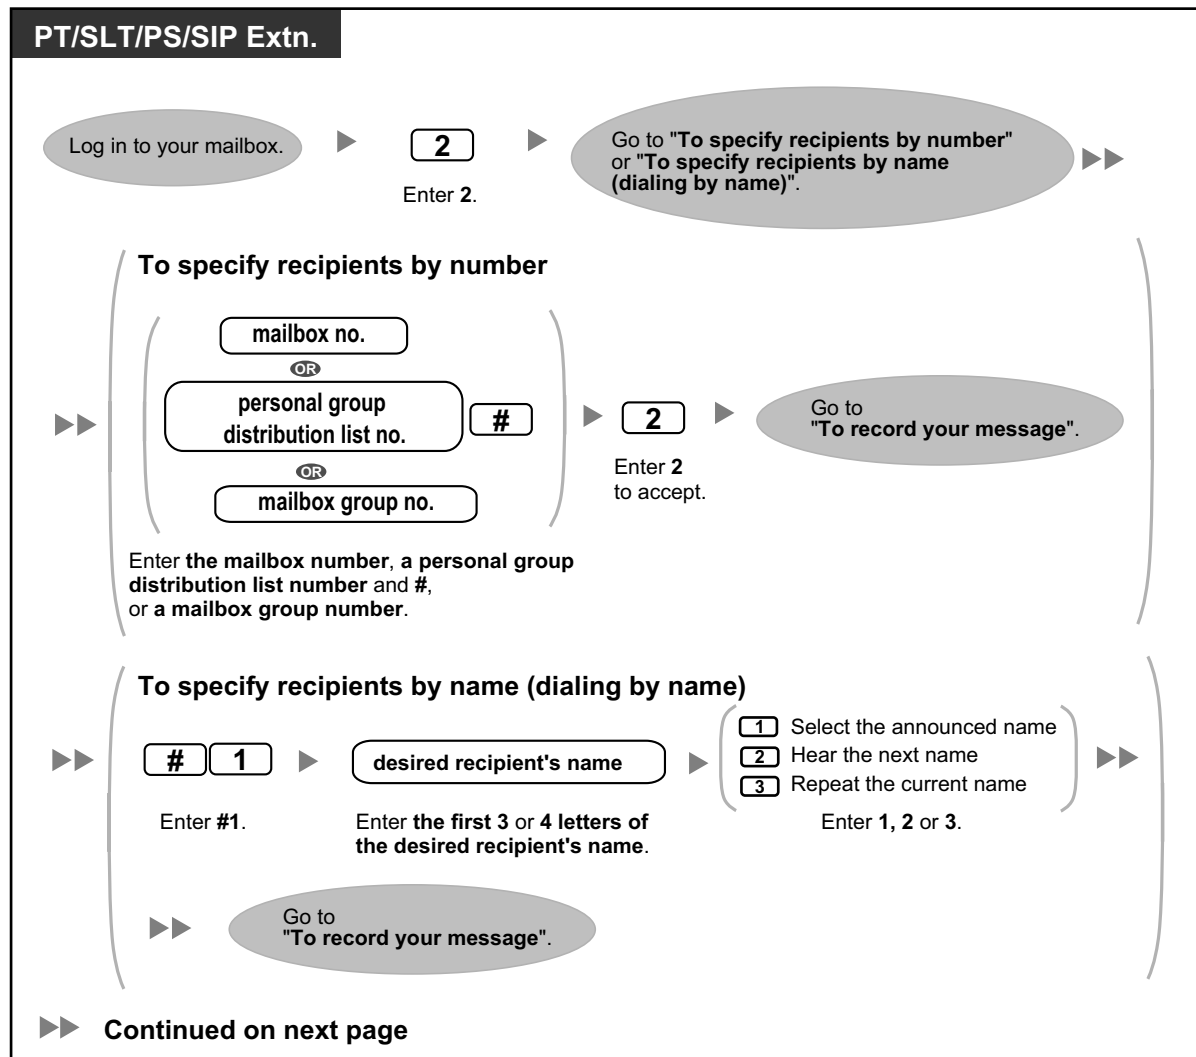 PT/SLT/PS/SIP Extn.
Log in to your mailbox.
2
Enter 2.
Go to "To specify recipients by number"
or "To specify recipients by name
(dialing by name)".
To specify recipients by number
mailbox no.
OR
personal group
distribution list no.
#
OR
mailbox group no.
Enter the mailbox number, a personal group
distribution list number and #,
or a mailbox group number.
2
Enter 2
to accept.
Go to
"To record your message".
To specify recipients by name (dialing by name)
# 1
Enter #1.
desired recipient's name
Enter the first 3 or 4 letters of
the desired recipient's name.
1 Select the announced name
2 Hear the next name
3 Repeat the current name
Enter 1, 2 or 3.
Go to
"To record your message".
Continued on next page